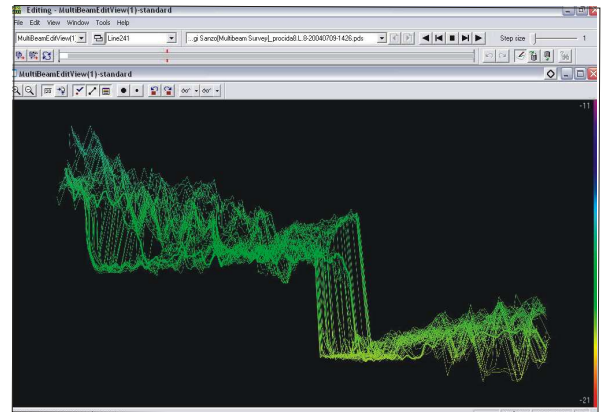 Editing - MultiBeamEditView(1)-standard
File Edit View Window Tools Help
MultiBeamEditView(1 Line241 ...gi Sanzo(Multibeam Survey)_procida8.L.8-20040709-1426.pds Step size 1
MultiBeamEditView(1)-standard
-11
-21